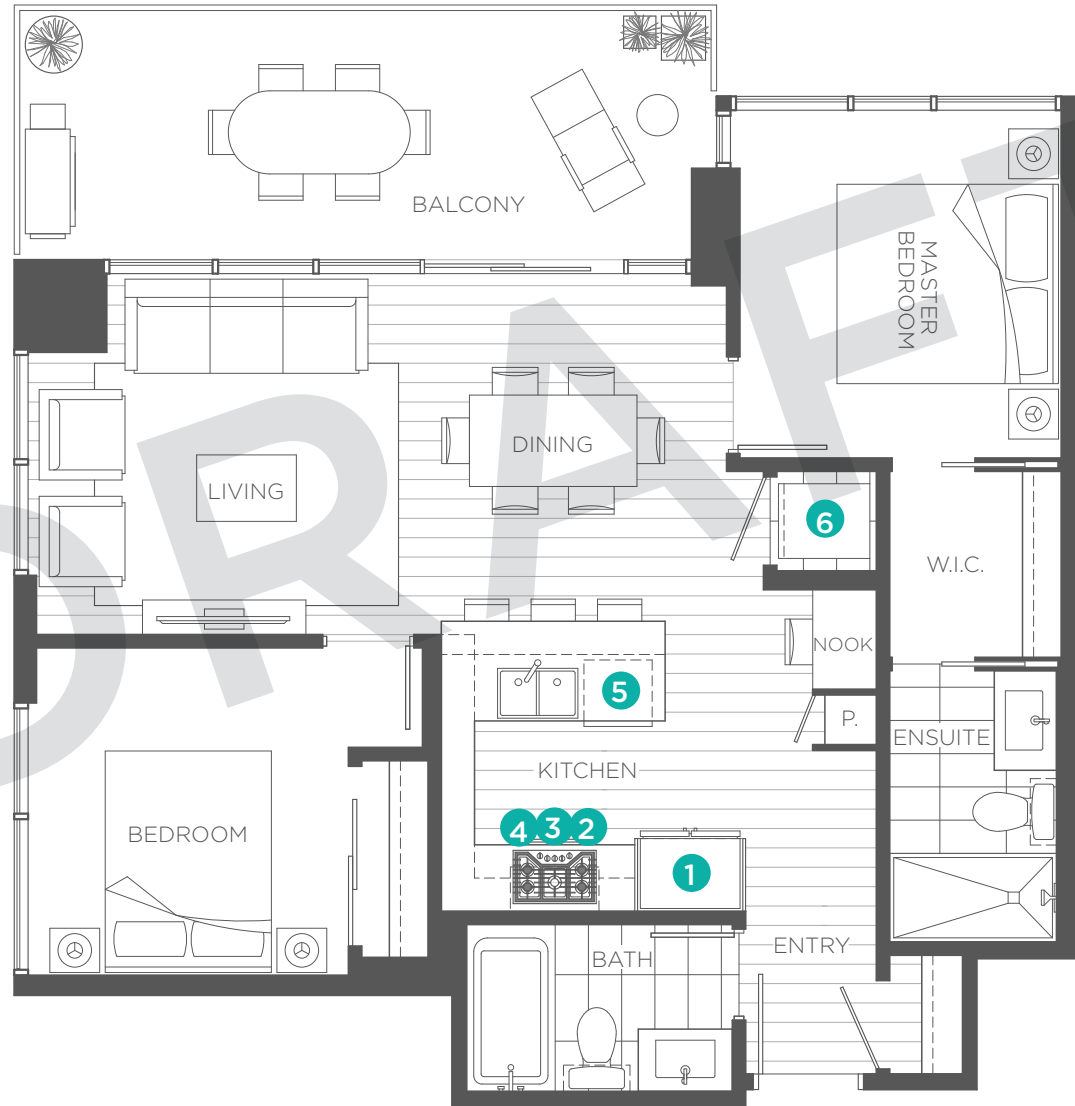 BALCONY
MASTER
BEDROOM
DINING
LIVING
6
W.I.C.
NOOK
5
P.
ENSUITE
KITCHEN
4 3 2
BEDROOM
1
ENTRY
BATH
DRAFT